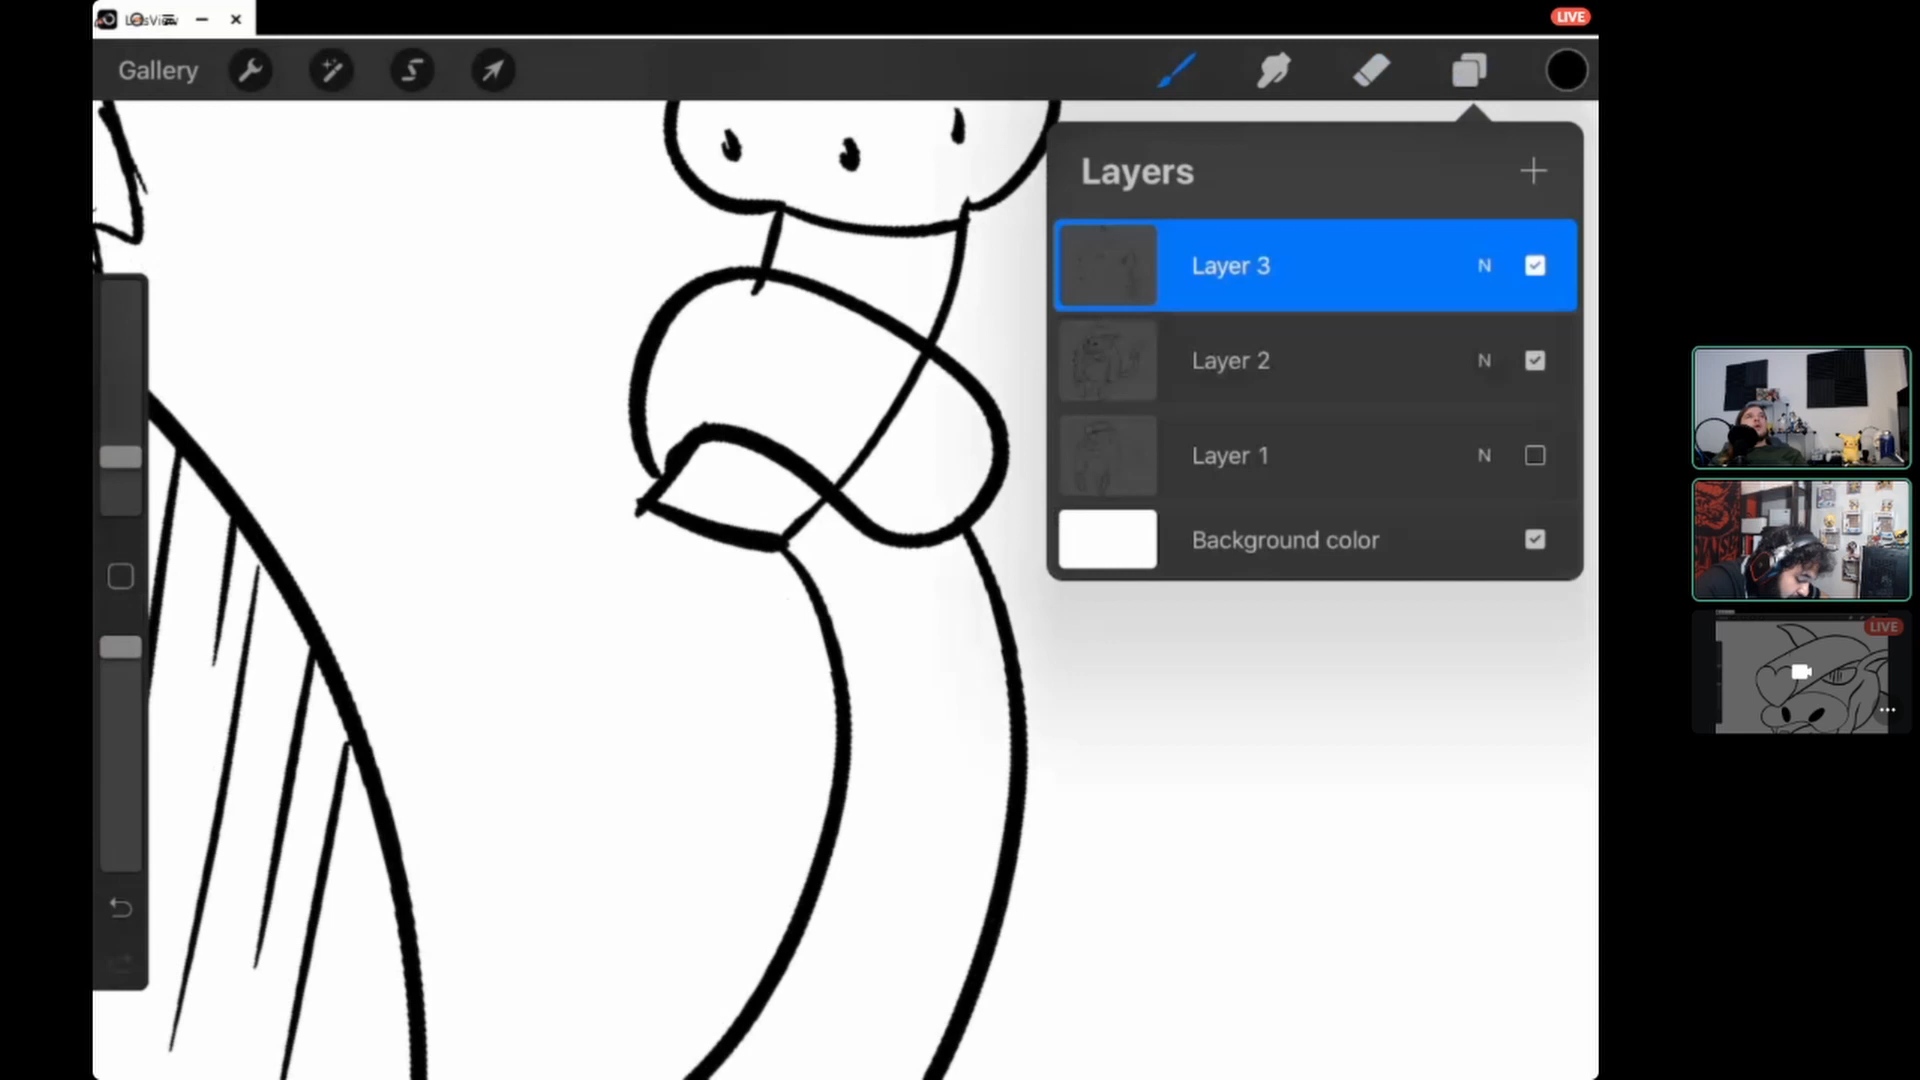 LIVE
Gallery
Layers
Layer 3 N
Layer 2 N
Layer 1 N
Background color
LIVE